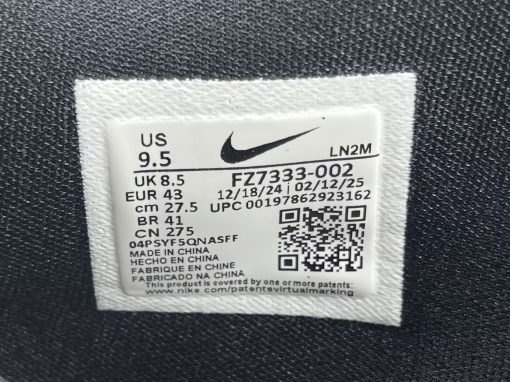 US
9.5
LN2M
UK 8.5
FZ7333-002
EUR 43
12/18/24 | 02/12/25
cm 27.5
UPC 00197862923162
BR 41
CN 275
04P5YF5QNASFF
MADE IN CHINA
HECHO EN CHINA
FABRIQUE EN CHINE
FABRICADO NA CHINA
This product is covered by one or more patents:
www.nike.com/patentsvirtualmarking